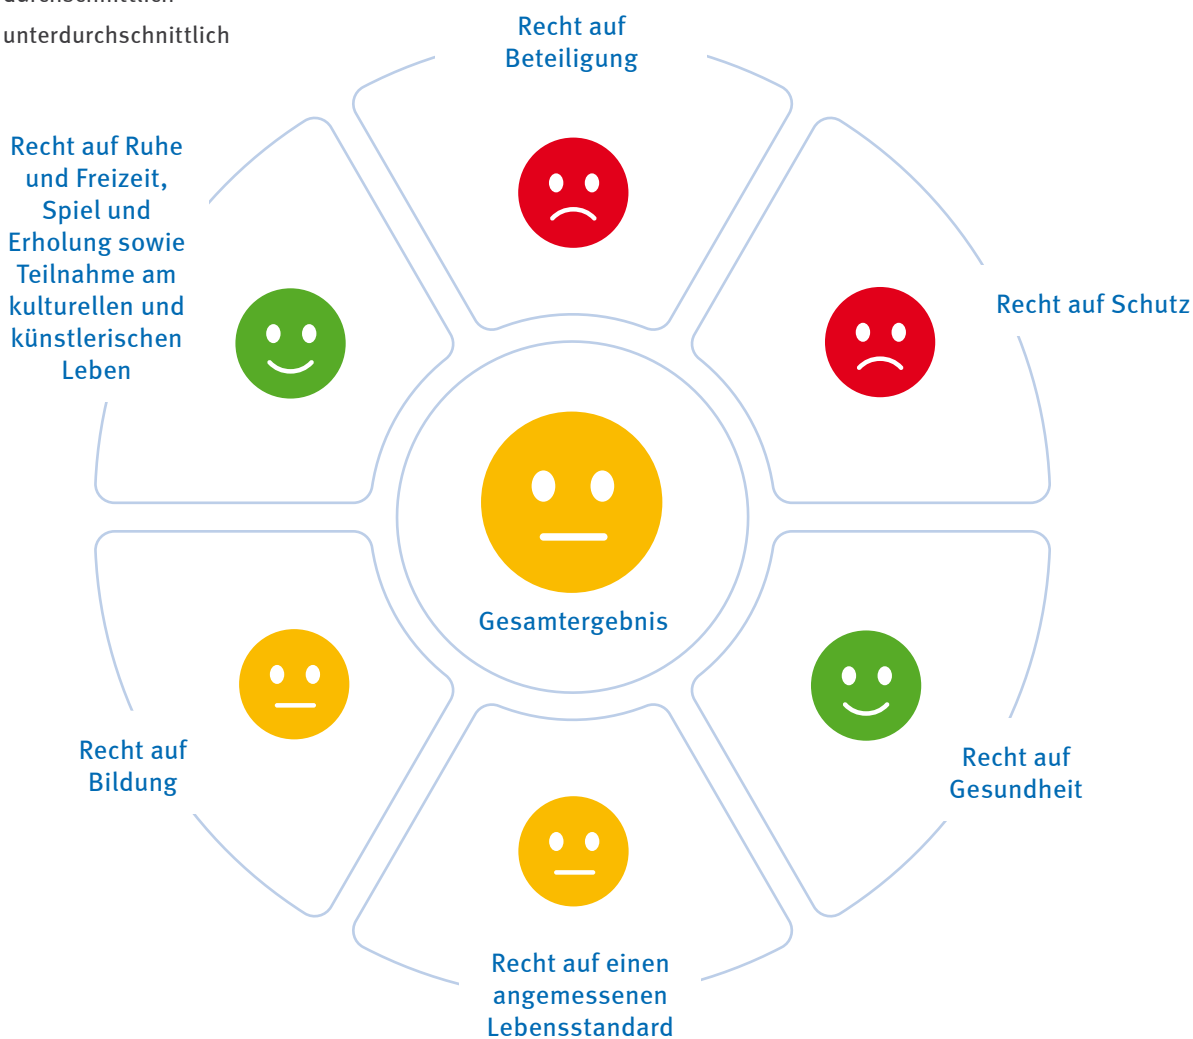 durchschnittlich
unterdurchschnittlich
Recht auf
Beteiligung
Recht auf Ruhe
und Freizeit,
Spiel und
Erholung sowie
Teilnahme am
kulturellen und
künstlerischen
Leben
Recht auf Schutz
Gesamtergebnis
Recht auf
Bildung
Recht auf
Gesundheit
Recht auf einen
angemessenen
Lebensstandard